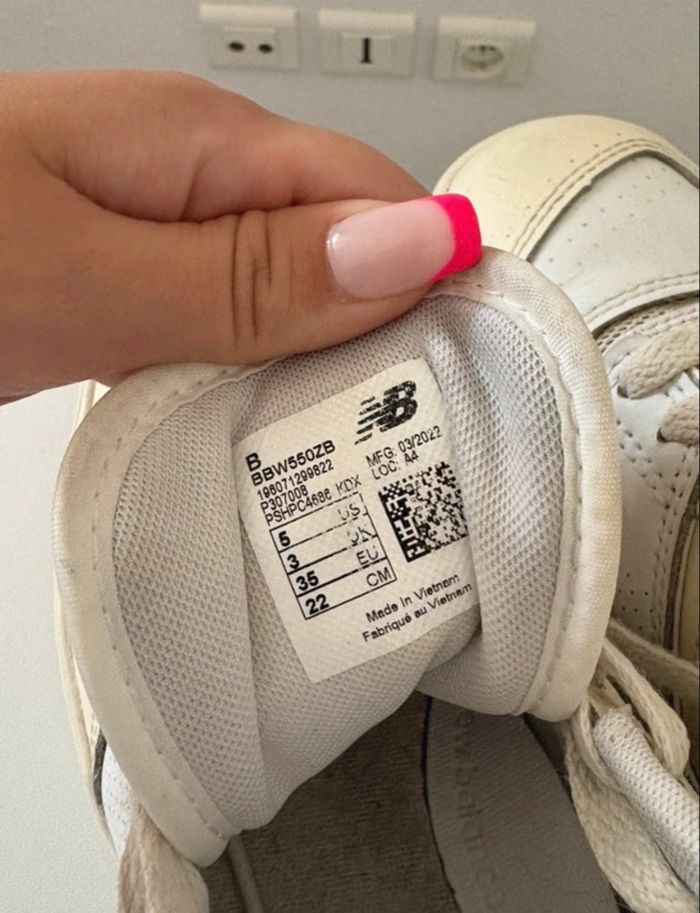 NB
B
BBW550ZB
196071299822
P307008
PSHPC4686 KDX
MFG: 03/2022
LOC: A4
5 US
3 UK
35 EU
22 CM
Made in Vietnam
Fabriqué au Vietnam